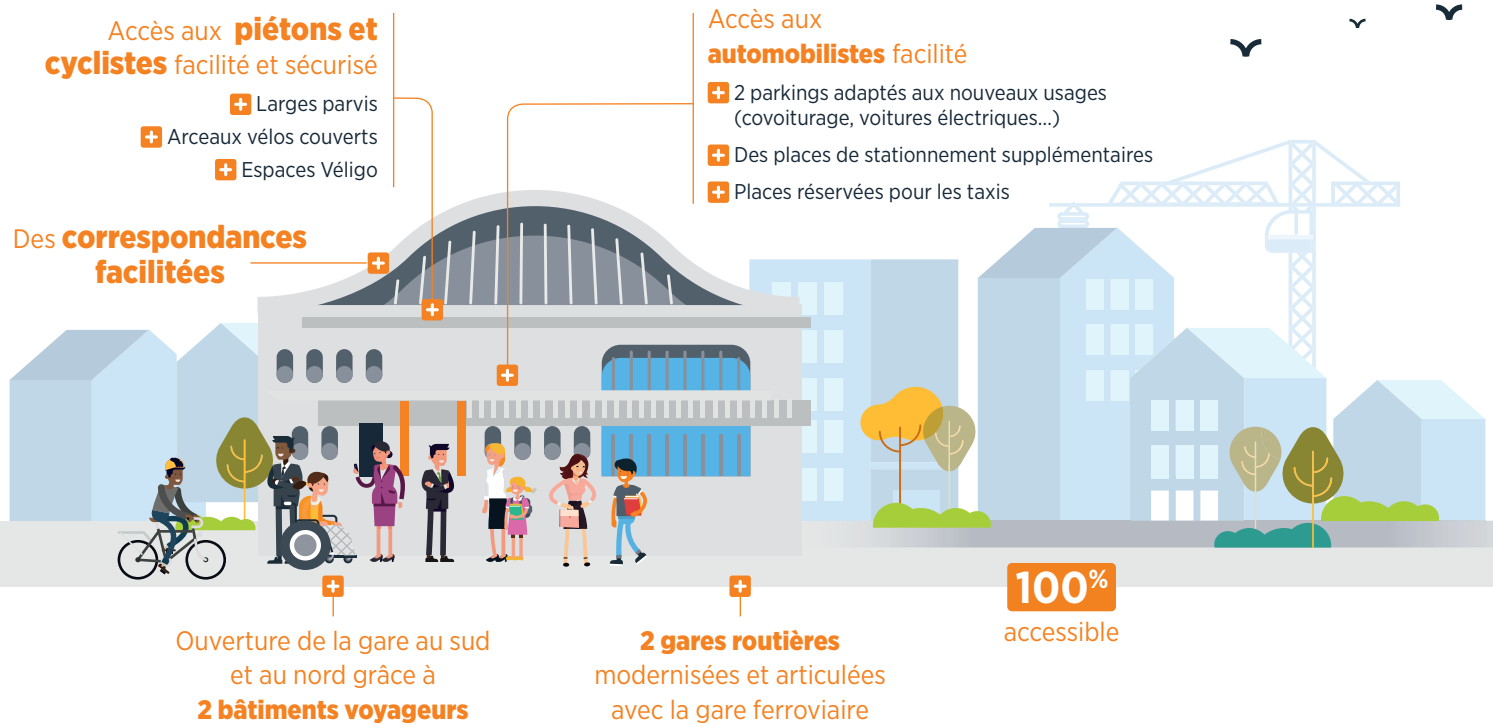 Accès aux piétons et
cyclistes facilité et sécurisé
+ Larges parvis
+ Arceaux vélos couverts
+ Espaces Véligo
Accès aux
automobilistes facilité
+ 2 parkings adaptés aux nouveaux usages
(covoiturage, voitures électriques...)
+ Des places de stationnement supplémentaires
+ Places réservées pour les taxis
Des correspondances
facilitées
Ouverture de la gare au sud
et au nord grâce à
2 bâtiments voyageurs
2 gares routières
modernisées et articulées
avec la gare ferroviaire
100%
accessible